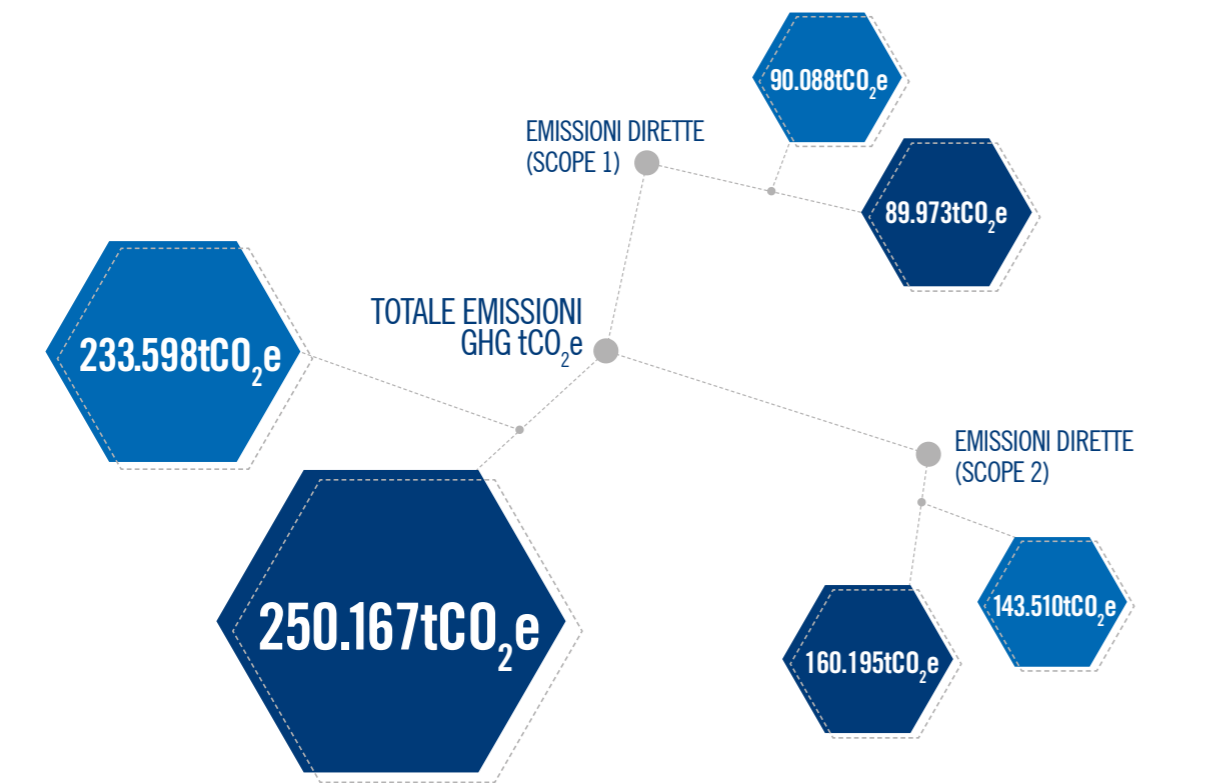 90.088tCO₂e
EMISSIONI DIRETTE
(SCOPE 1)
89.973tCO₂e
TOTALE EMISSIONI
GHG tCO₂e
233.598tCO₂e
EMISSIONI DIRETTE
(SCOPE 2)
250.167tCO₂e
143.510tCO₂e
160.195tCO₂e